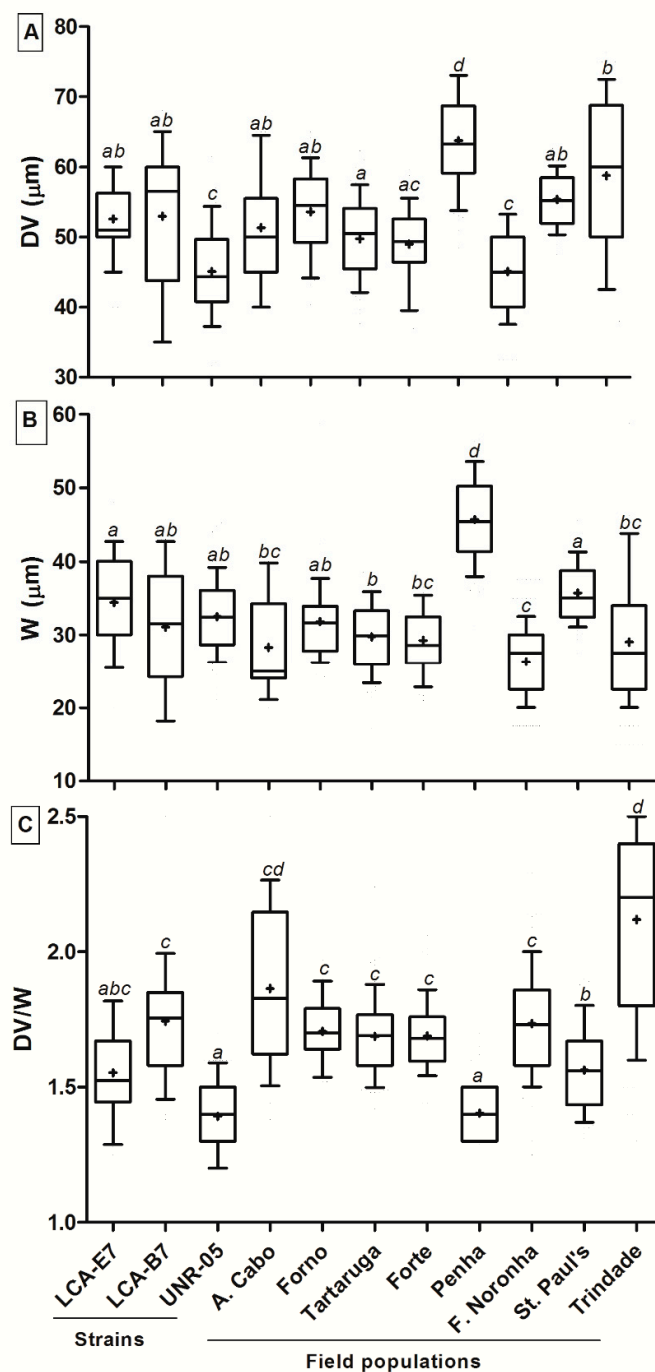 A
80
70
60
50
40
30
DV (μm)
ab
ab
c
ab
ab
a
ac
d
c
ab
b
B
60
50
40
30
20
10
W (μm)
a
ab
ab
bc
ab
b
bc
d
c
a
bc
C
2.5
2.0
1.5
1.0
DV/W
abc
c
a
cd
c
c
c
a
c
b
d
LCA-E7
LCA-B7
UNR-05
A. Cabo
Forno
Tartaruga
Forte
Penha
F. Noronha
St. Paul's
Trindade
Strains
Field populations